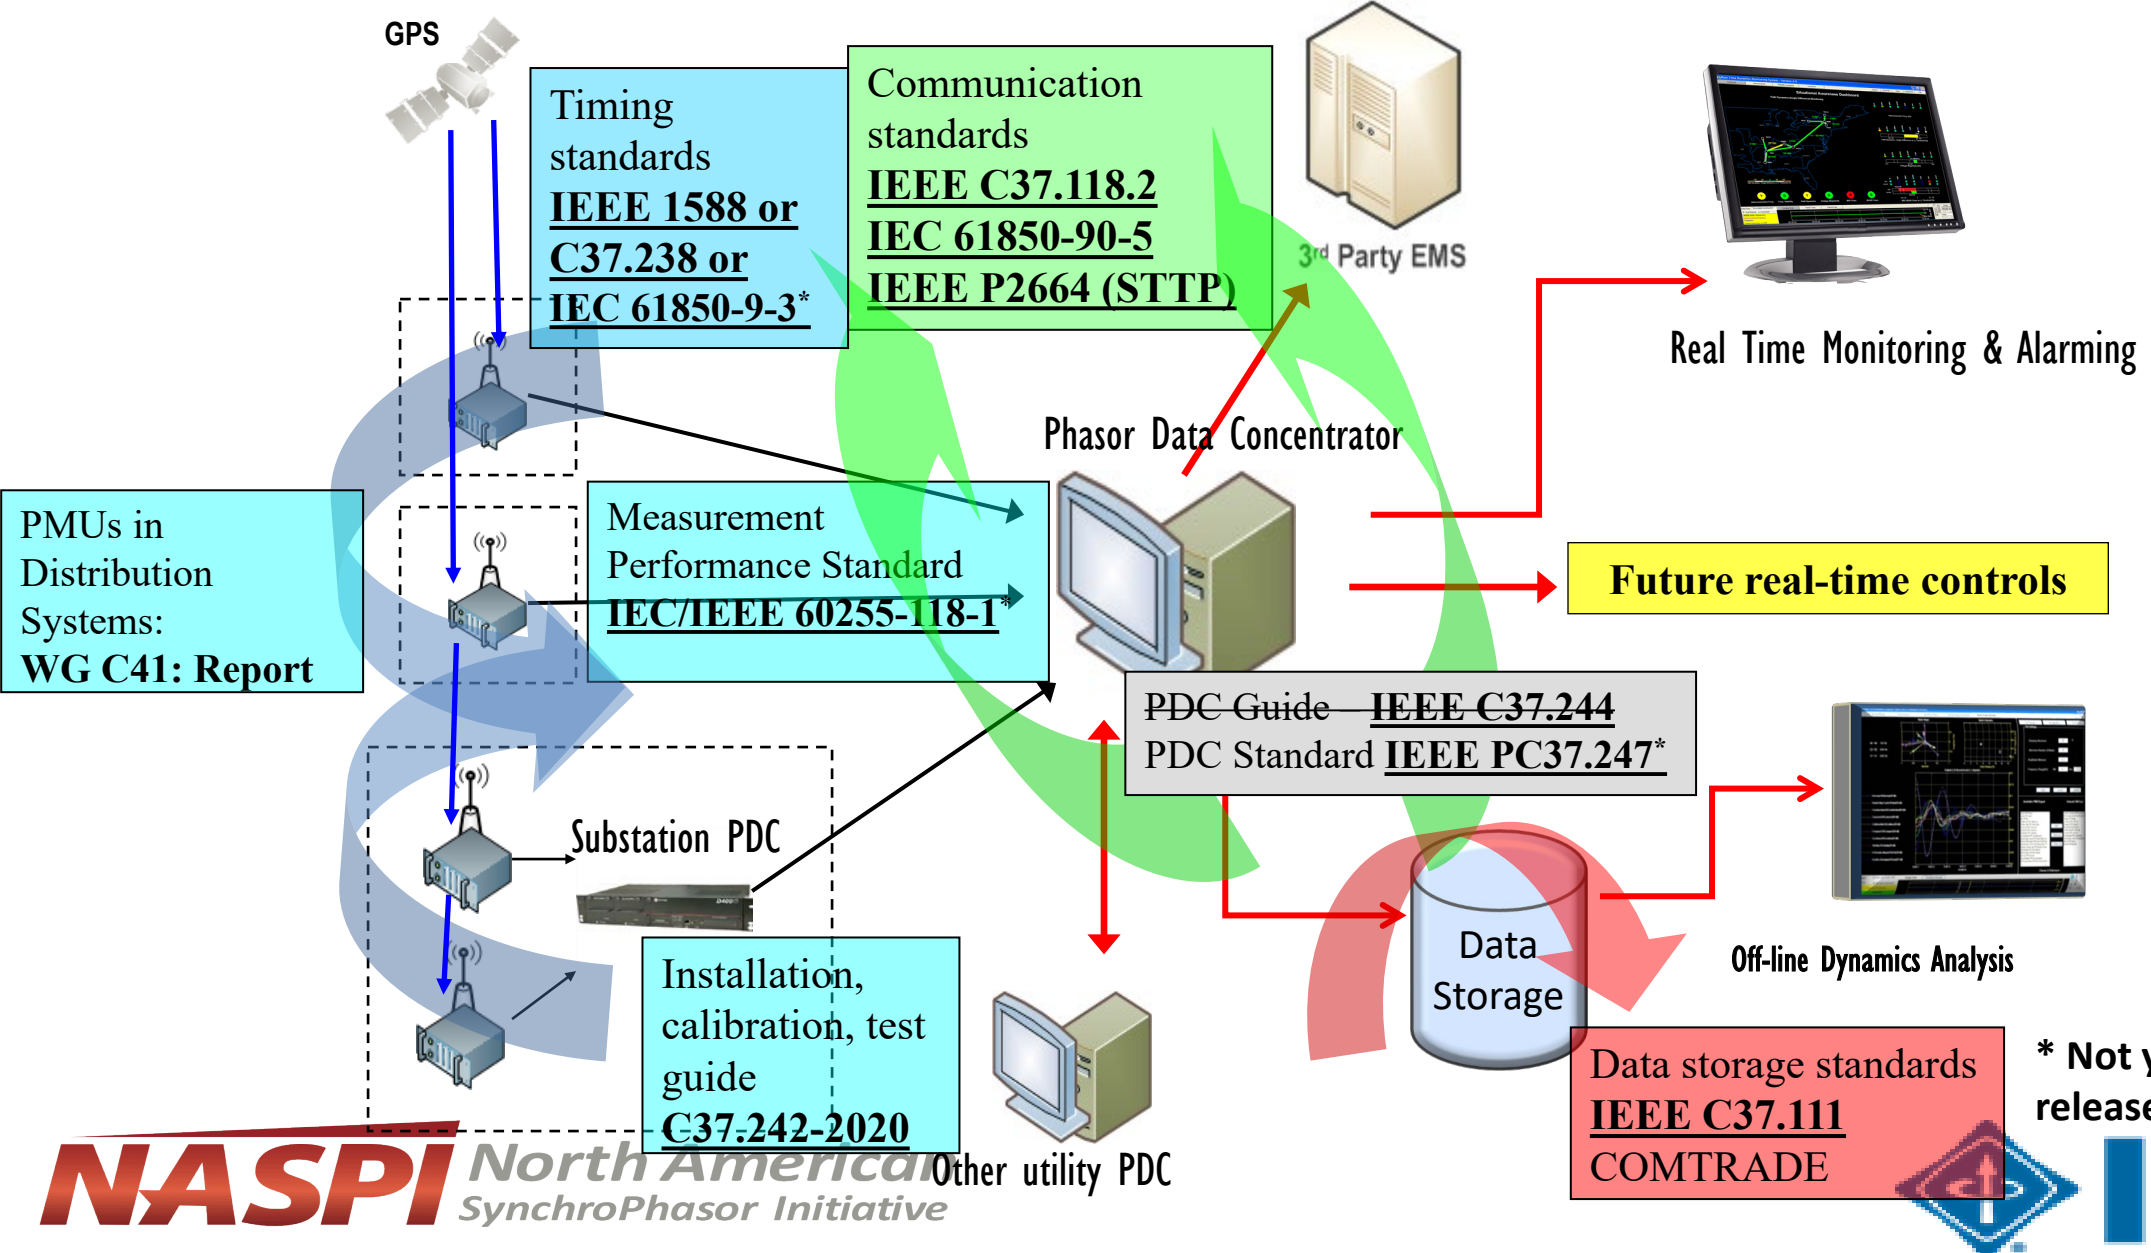 GPS
Timing
standards
IEEE 1588 or
C37.238 or
IEC 61850-9-3*
Communication
standards
IEEE C37.118.2
IEC 61850-90-5
IEEE P2664 (STTP)
3rd Party EMS
Real Time Monitoring & Alarming
Phasor Data Concentrator
PMUs in
Distribution
Systems:
WG C41: Report
Measurement
Performance Standard
IEC/IEEE 60255-118-1*
Future real-time controls
PDC Guide – IEEE C37.244
PDC Standard IEEE PC37.247*
Substation PDC
Installation,
calibration, test
guide
C37.242-2020
Data
Storage
Off-line Dynamics Analysis
Data storage standards
IEEE C37.111
COMTRADE
* Not y
release
Other utility PDC
NASPI North American
SynchroPhasor Initiative